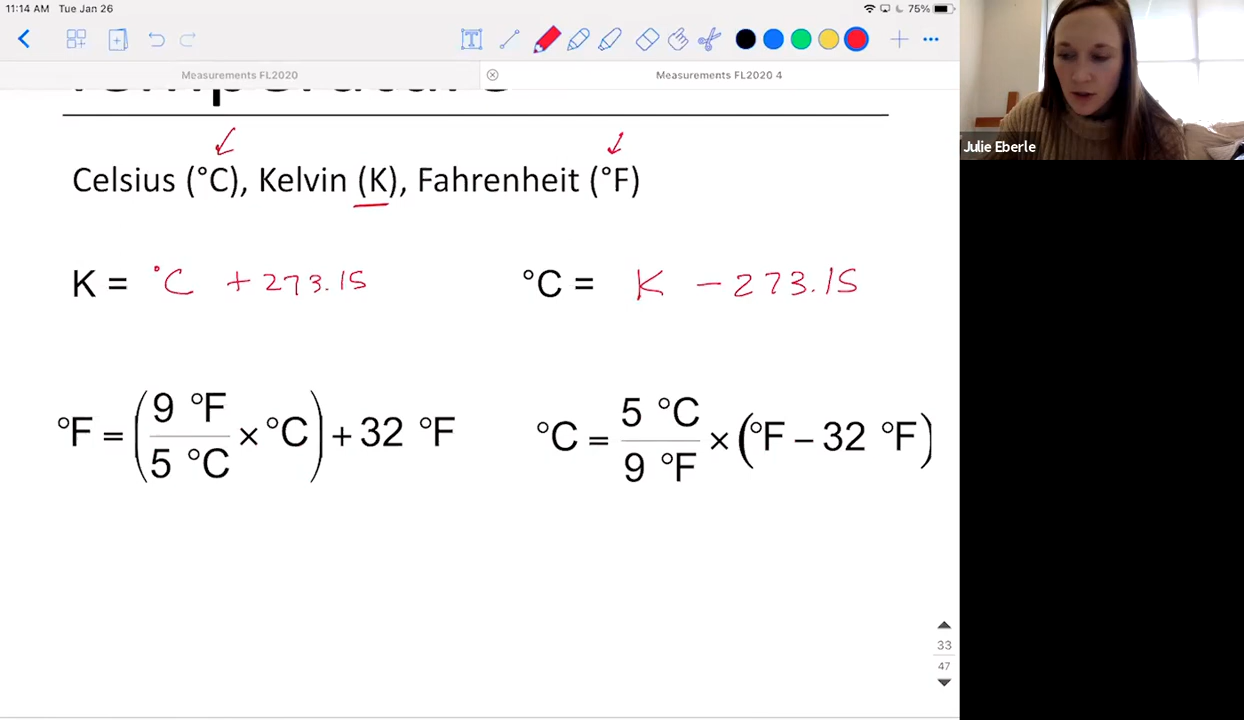 11:14 AM Tue Jan 26
75%
Measurements FL2020
Measurements FL2020 4
Temperature
Celsius (°C), Kelvin (K), Fahrenheit (°F)
K = °C + 273.15
°C = K - 273.15
°F = (9 °F / 5 °C × °C) + 32 °F
°C = 5 °C / 9 °F × (°F – 32 °F)
33
47
Julie Eberle